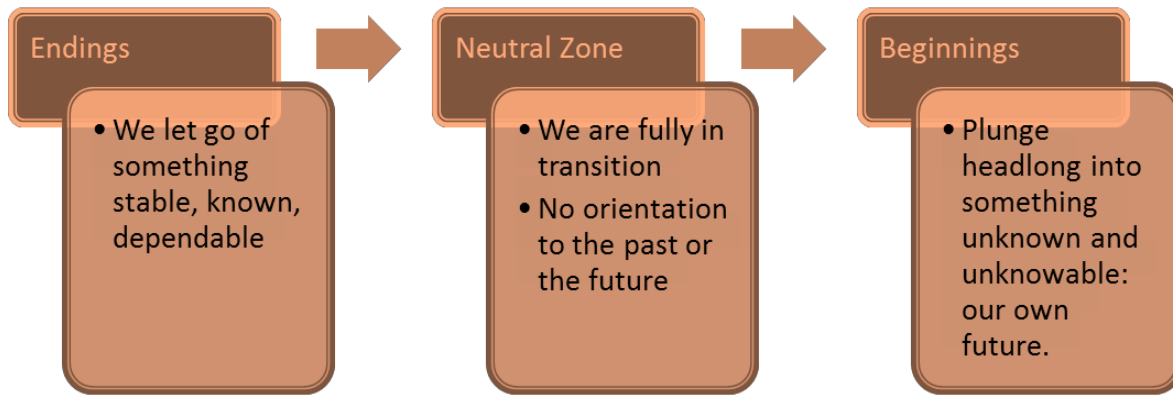 Endings
• We let go of
something
stable, known,
dependable
Neutral Zone
• We are fully in
transition
• No orientation
to the past or
the future
Beginnings
• Plunge
headlong into
something
unknown and
unknowable:
our own
future.